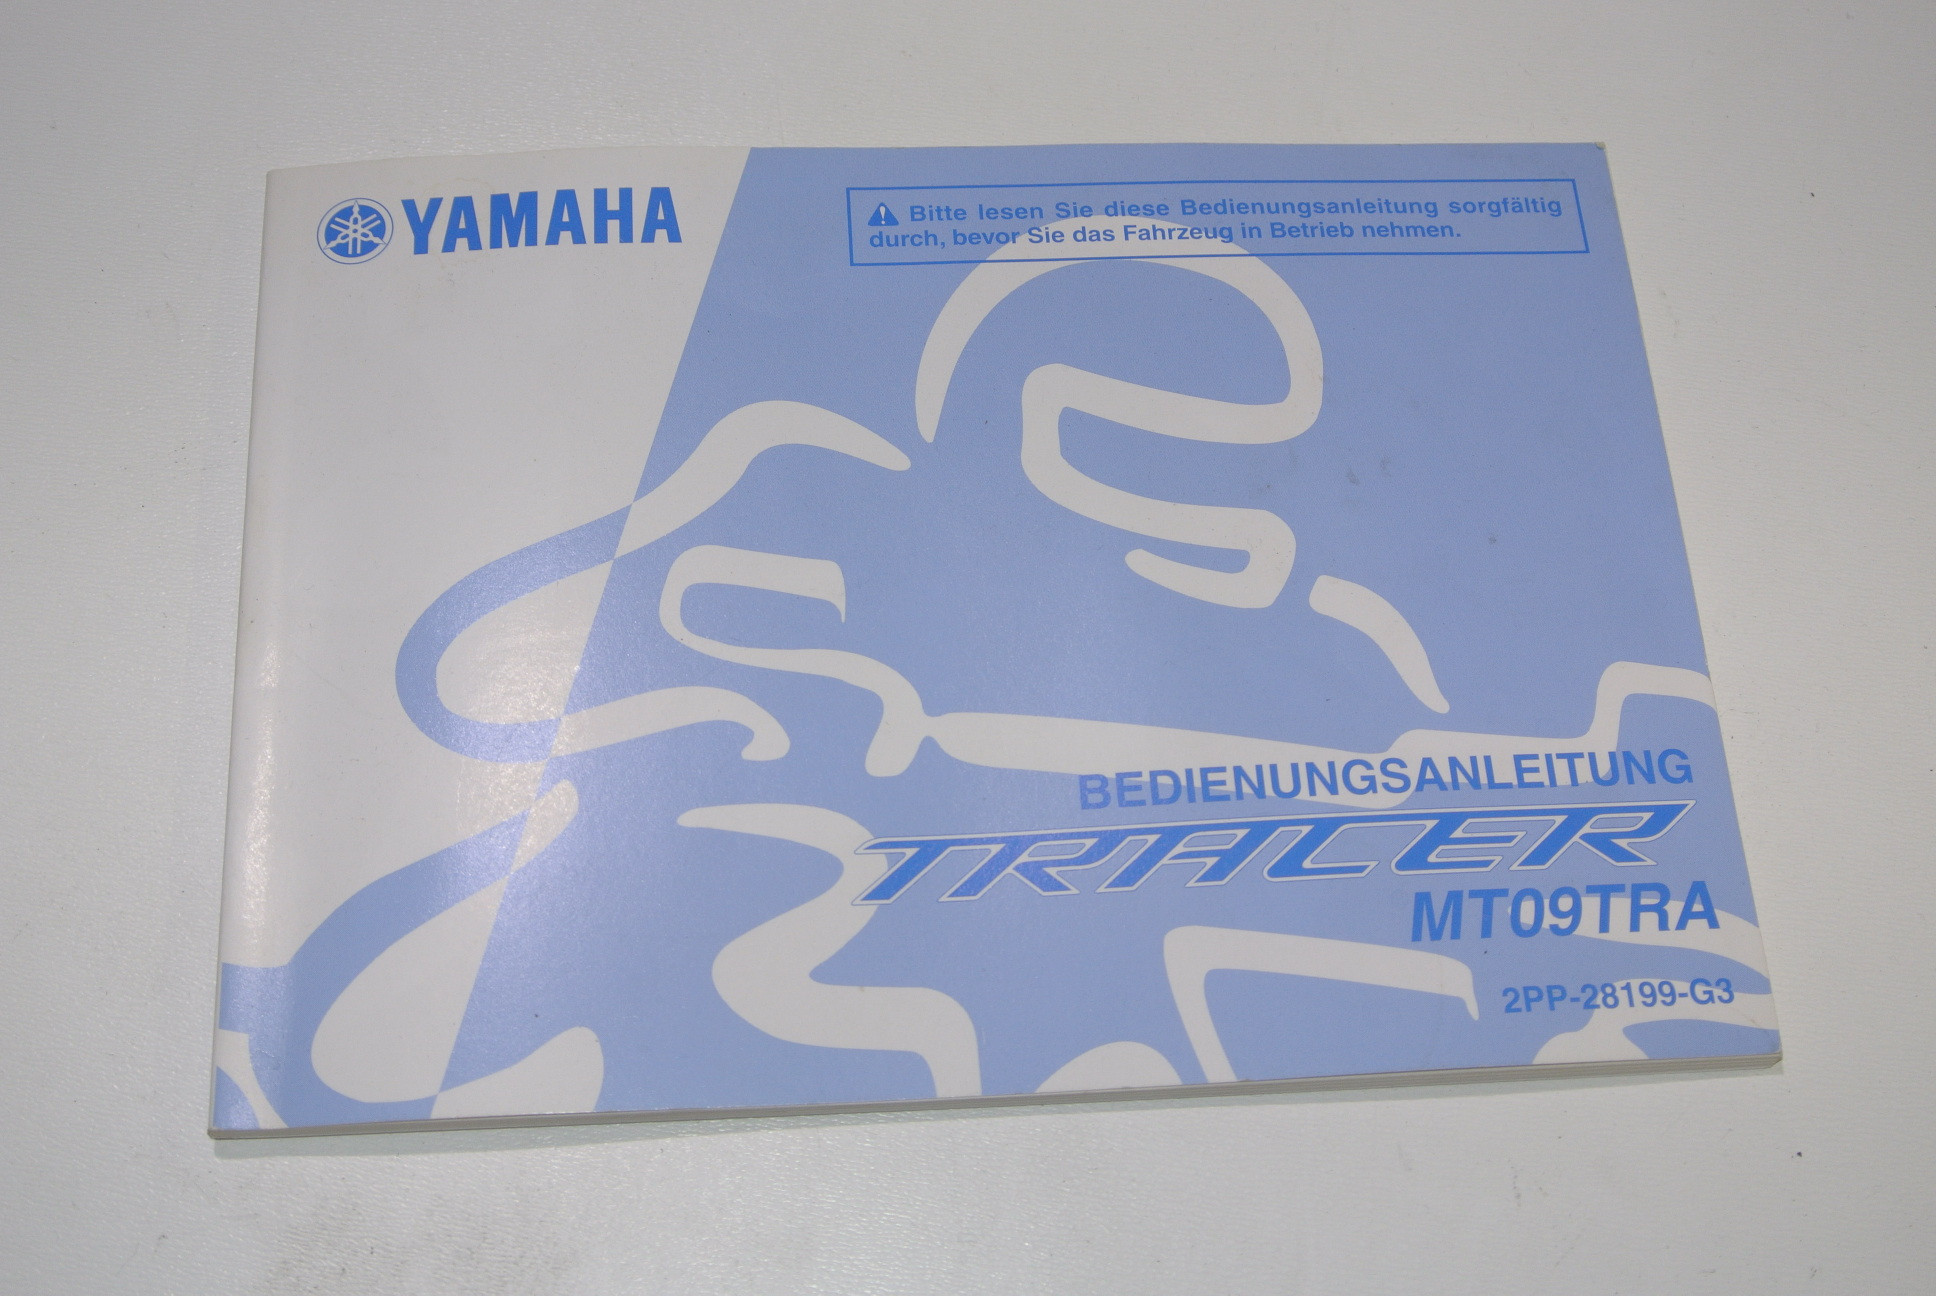 YAMAHA
Bitte lesen Sie diese Bedienungsanleitung sorgfältig
durch, bevor Sie das Fahrzeug in Betrieb nehmen.
BEDIENUNGSANLEITUNG
TRACER
MT09TRA
2PP-28199-G3